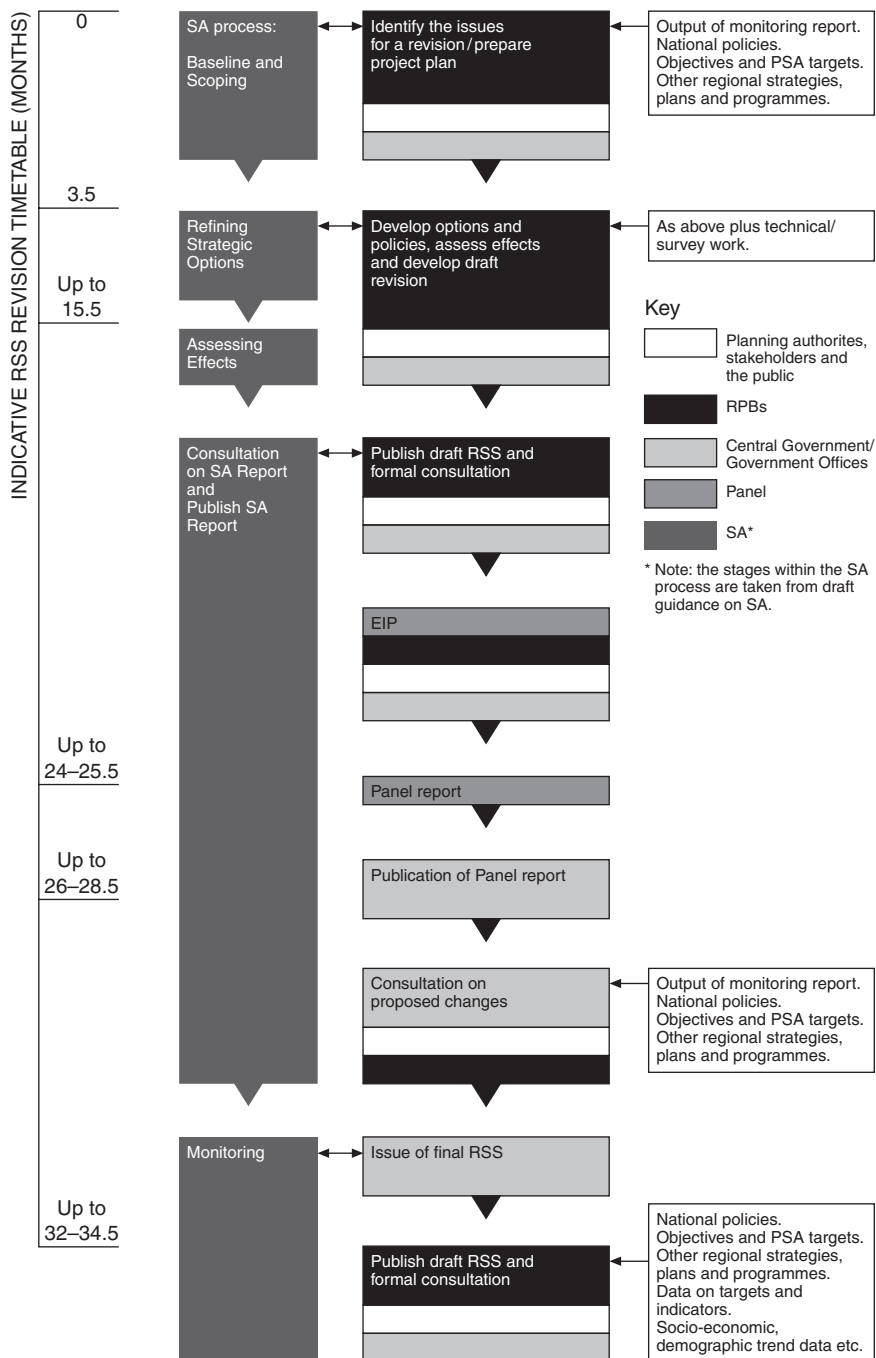 INDICATIVE RSS REVISION TIMETABLE (MONTHS)
0
3.5
Up to
15.5
Up to
24–25.5
Up to
26–28.5
Up to
32–34.5
SA process:
Baseline and
Scoping
Refining
Strategic
Options
Assessing
Effects
Consultation
on SA Report
and
Publish SA
Report
Monitoring
Identify the issues
for a revision/prepare
project plan
Develop options and
policies, assess effects
and develop draft
revision
Publish draft RSS and
formal consultation
EIP
Panel report
Publication of Panel report
Consultation on
proposed changes
Issue of final RSS
Publish draft RSS and
formal consultation
Output of monitoring report.
National policies.
Objectives and PSA targets.
Other regional strategies,
plans and programmes.
As above plus technical/
survey work.
Key
Planning authorites,
stakeholders and
the public
RPBs
Central Government/
Government Offices
Panel
SA*
* Note: the stages within the SA
process are taken from draft
guidance on SA.
Output of monitoring report.
National policies.
Objectives and PSA targets.
Other regional strategies,
plans and programmes.
National policies.
Objectives and PSA targets.
Other regional strategies,
plans and programmes.
Data on targets and
indicators.
Socio-economic,
demographic trend data etc.